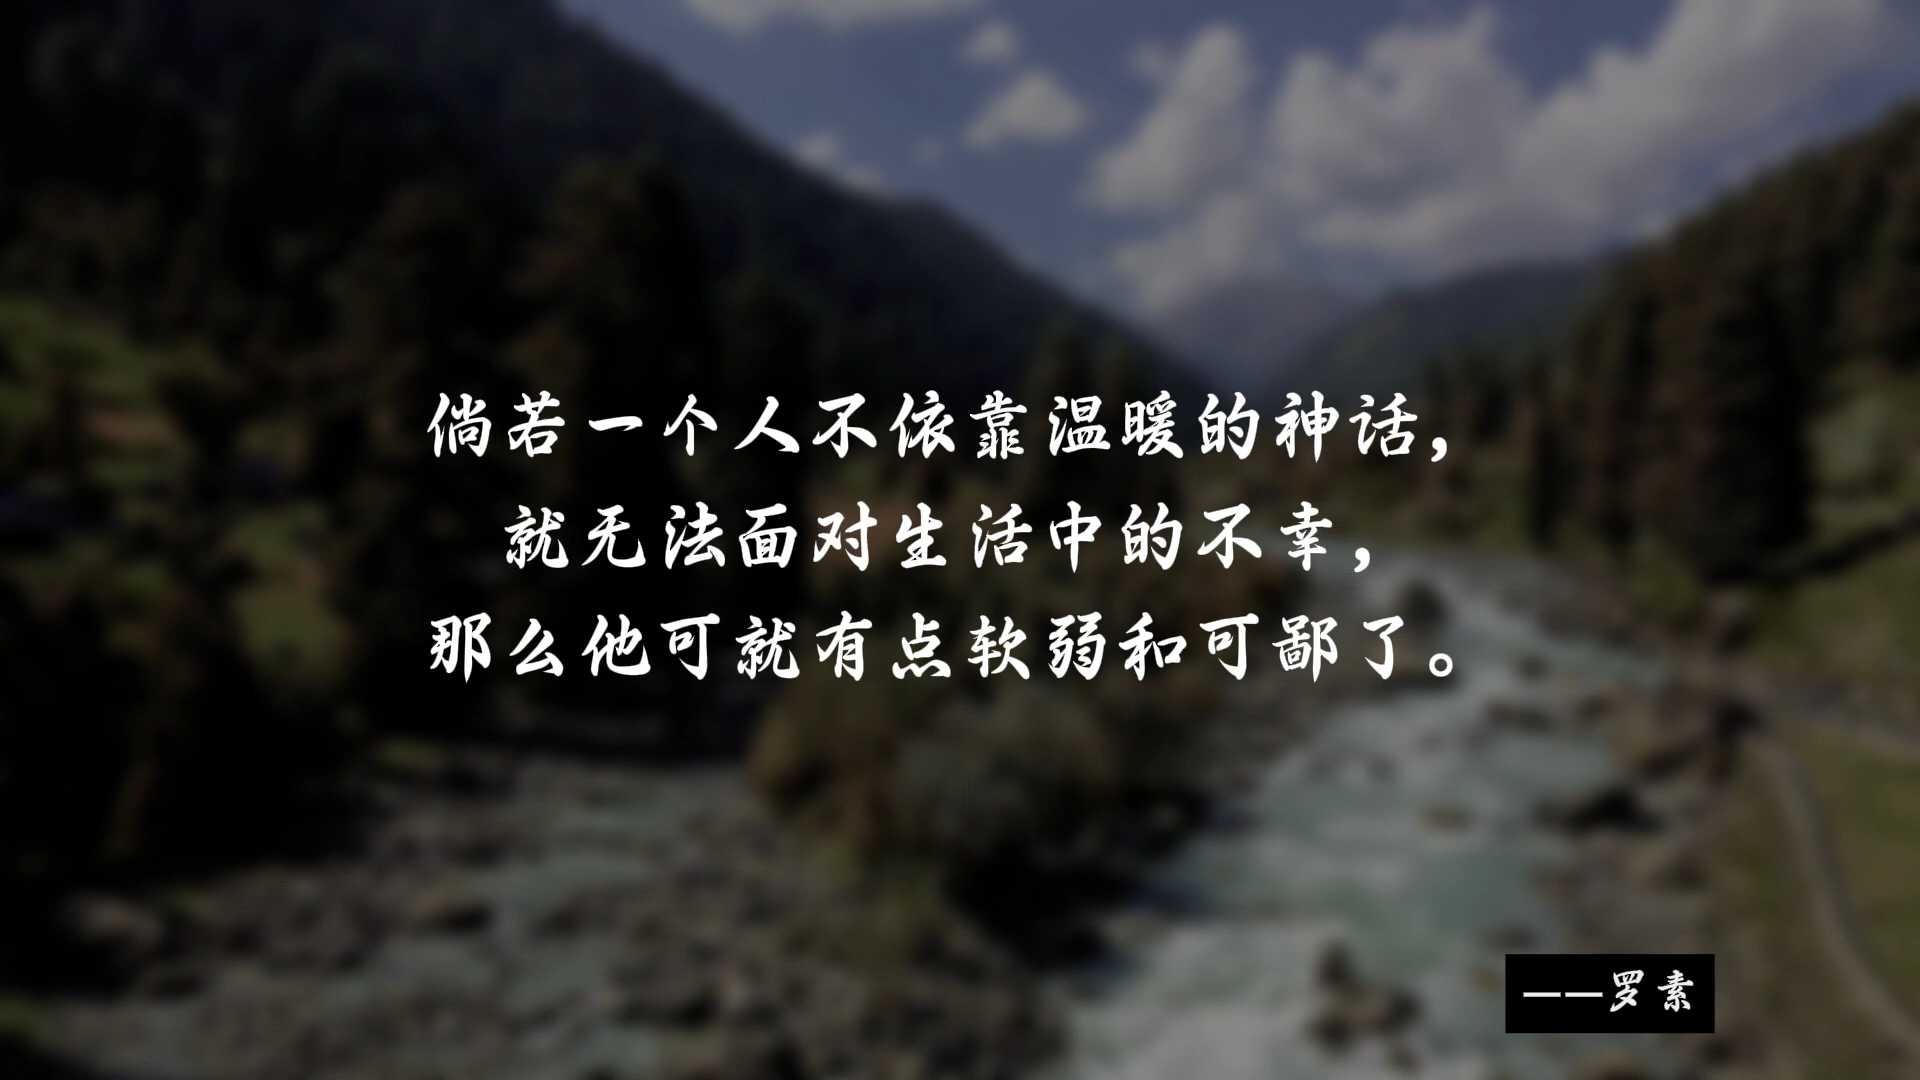 倘若一个人不依靠温暖的神话，
就无法面对生活中的不幸，
那么他可就有点软弱和可鄙了。
——罗素